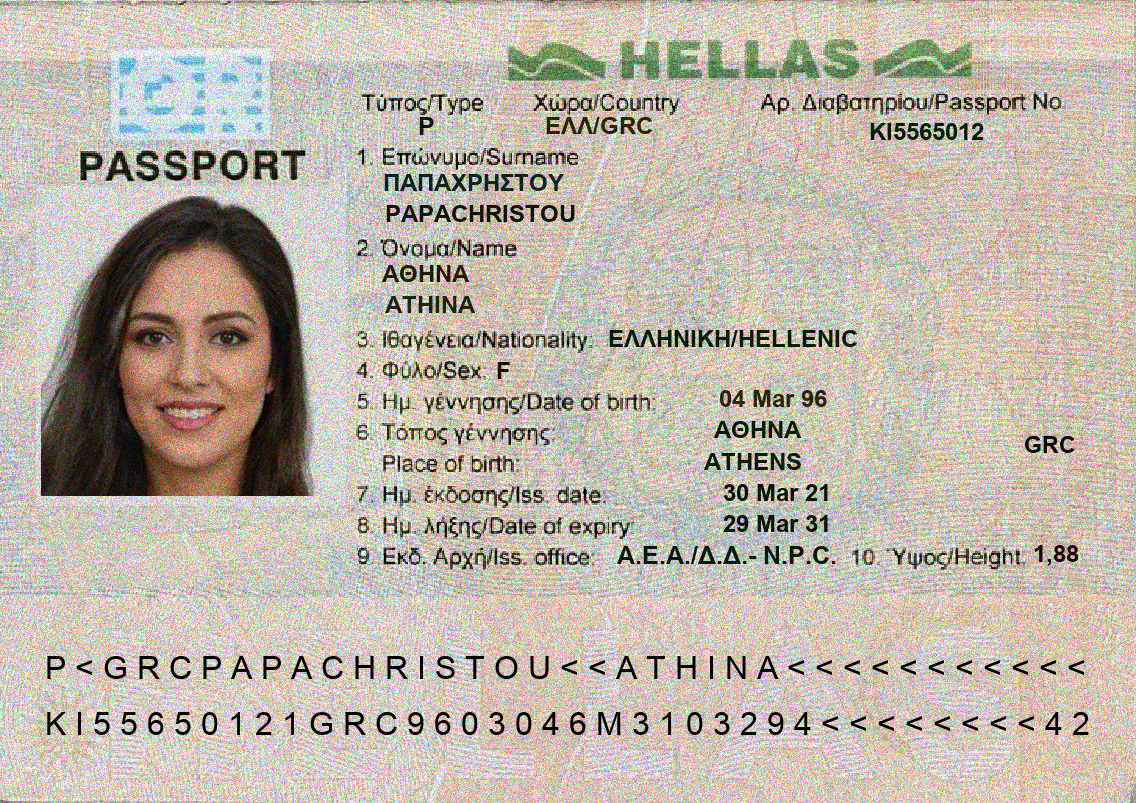 HELLAS
Τύπος/Type Χώρα/Country Αρ. Διαβατηρίου/Passport No.
P ΕΛΛ/GRC KI5565012
PASSPORT
1. Επώνυμο/Surname
ΠΑΠΑΧΡΗΣΤΟΥ
PAPACHRISTOU
2. Όνομα/Name
ΑΘΗΝΑ
ATHINA
3. Ιθαγένεια/Nationality: ΕΛΛΗΝΙΚΗ/HELLENIC
4. Φύλο/Sex. F
5. Ημ. γέννησης/Date of birth: 04 Mar 96
6. Τόπος γέννησης: ΑΘΗΝΑ
Place of birth: ATHENS GRC
7. Ημ. έκδοσης/Iss. date: 30 Mar 21
8. Ημ. λήξης/Date of expiry: 29 Mar 31
9 Εκδ. Αρχή/Iss. office: Α.Ε.Α./Δ.Δ.- N.P.C. 10. Ύψος/Height: 1,88
P<GRCPAPACHRISTOU<<ATHINA<<<<<<<<<<<
KI55650121GRC9603046M3103294<<<<<<<<42